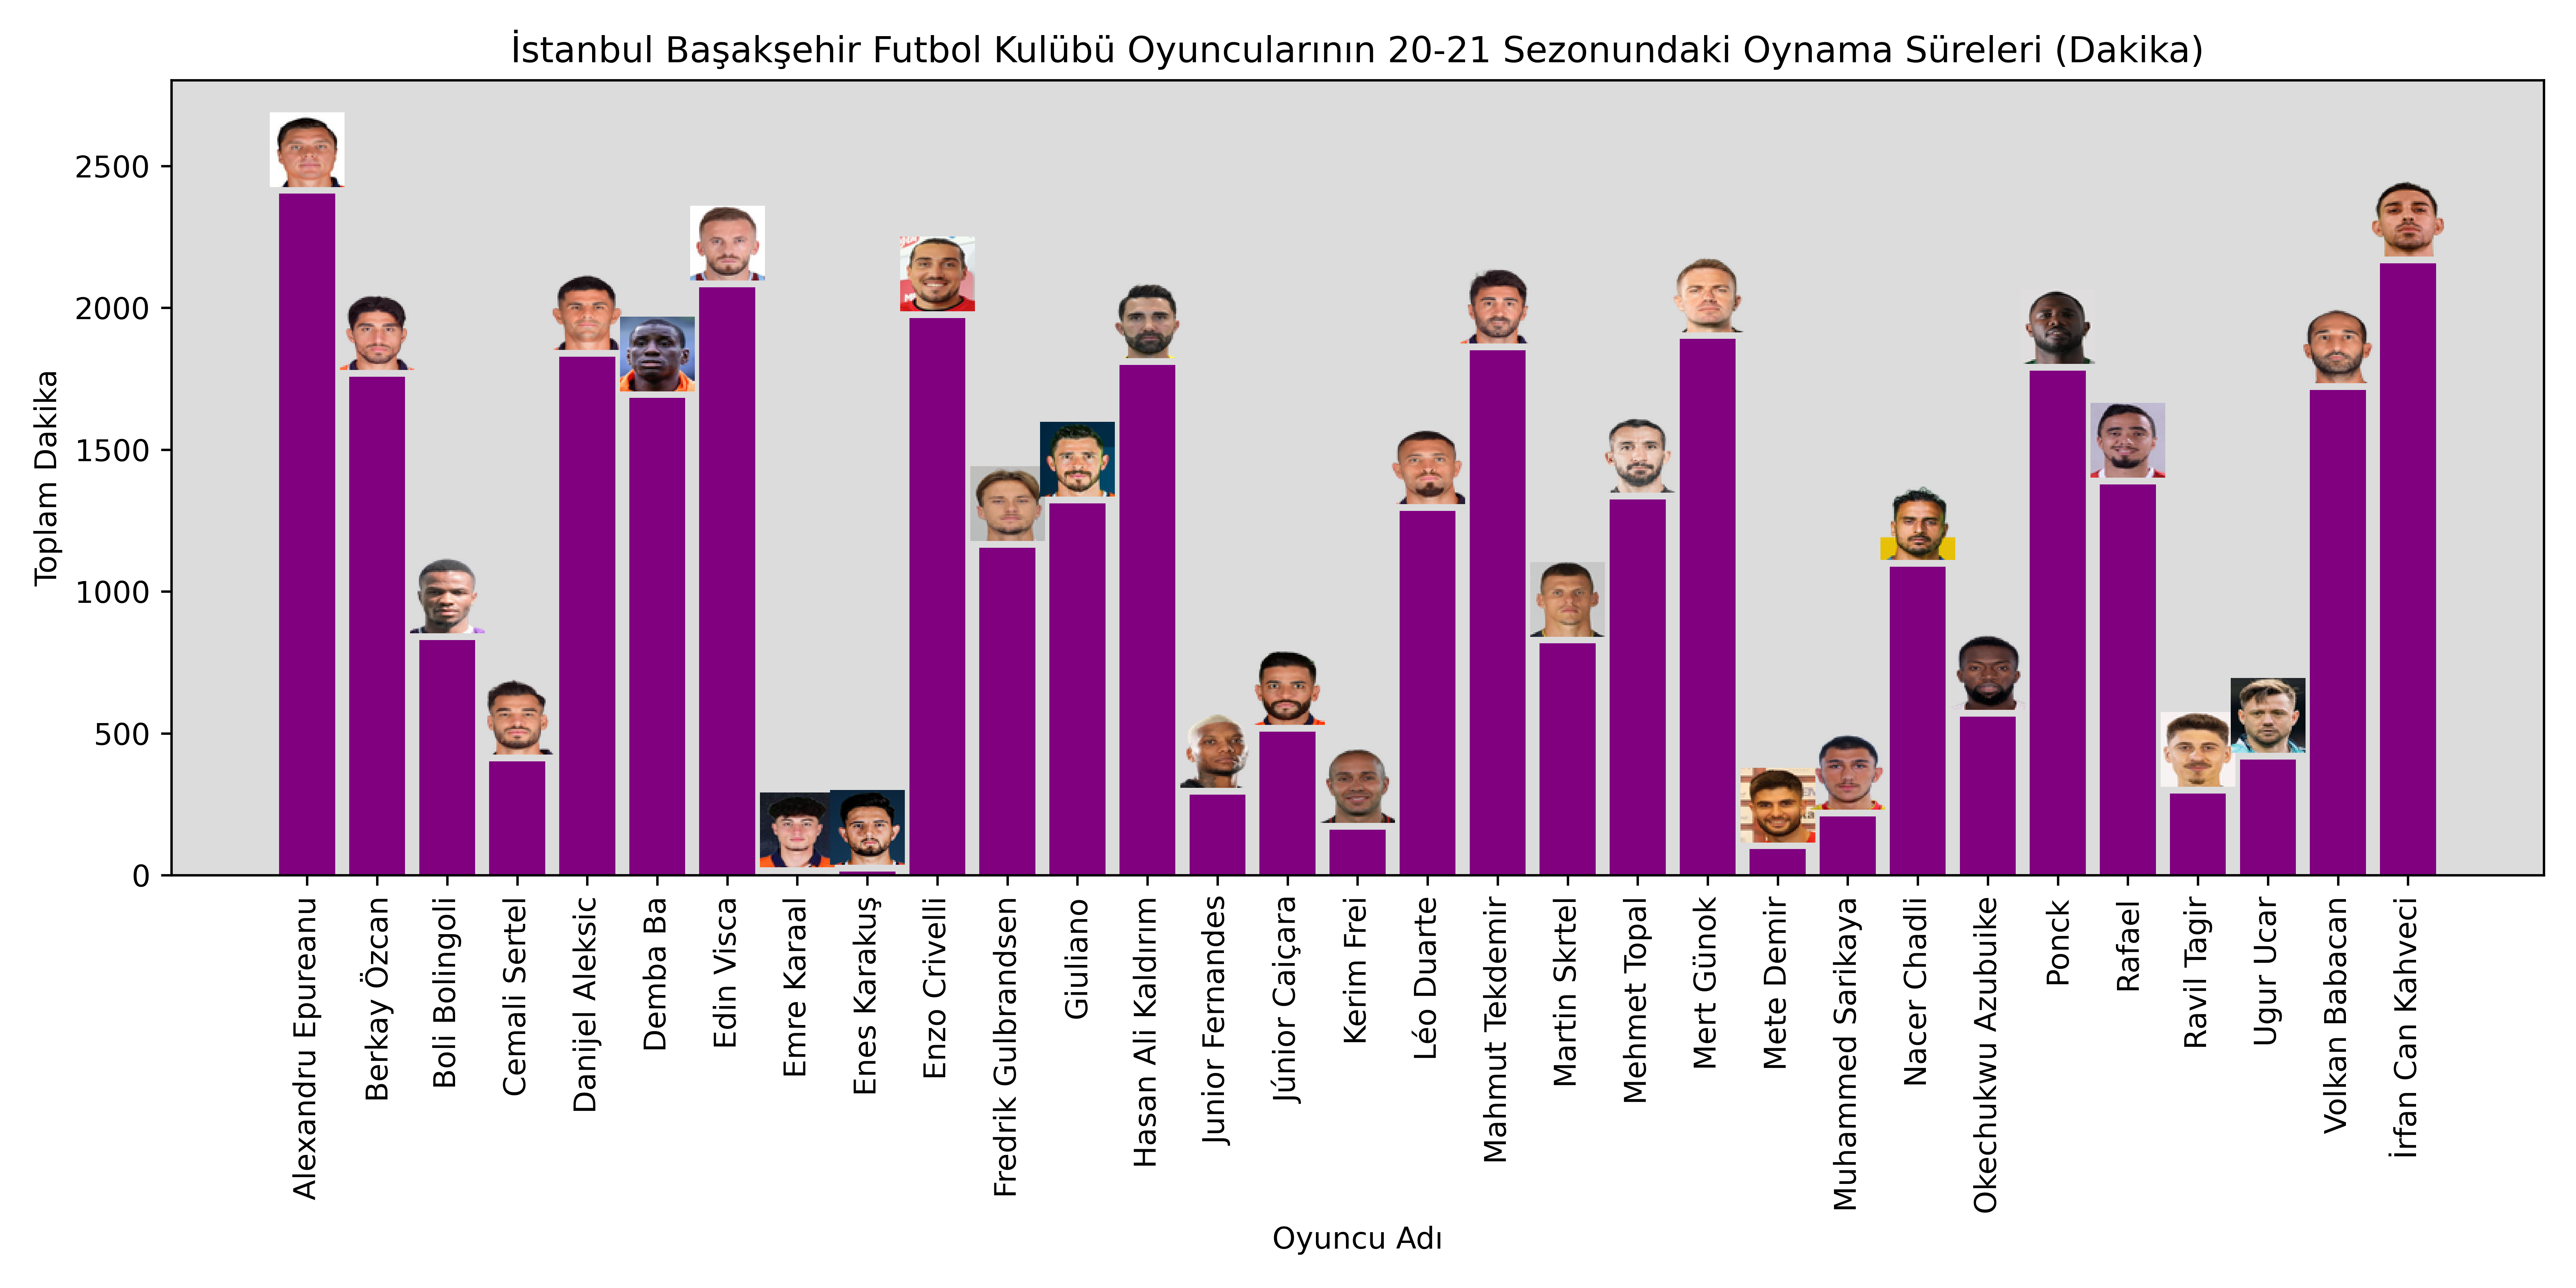 İstanbul Başakşehir Futbol Kulübü Oyuncularının 20-21 Sezonundaki Oynama Süreleri (Dakika)
Toplam Dakika
2500
2000
1500
1000
500
0
Alexandru Epureanu
Berkay Özcan
Boli Bolingoli
Cemali Sertel
Danijel Aleksic
Demba Ba
Edin Visca
Emre Karaal
Enes Karakuş
Enzo Crivelli
Fredrik Gulbrandsen
Giuliano
Hasan Ali Kaldırım
Junior Fernandes
Júnior Caiçara
Kerim Frei
Léo Duarte
Mahmut Tekdemir
Martin Skrtel
Mehmet Topal
Mert Günok
Mete Demir
Muhammed Sarikaya
Nacer Chadli
Okechukwu Azubuike
Ponck
Rafael
Ravil Tagir
Ugur Ucar
Volkan Babacan
İrfan Can Kahveci
Oyuncu Adı